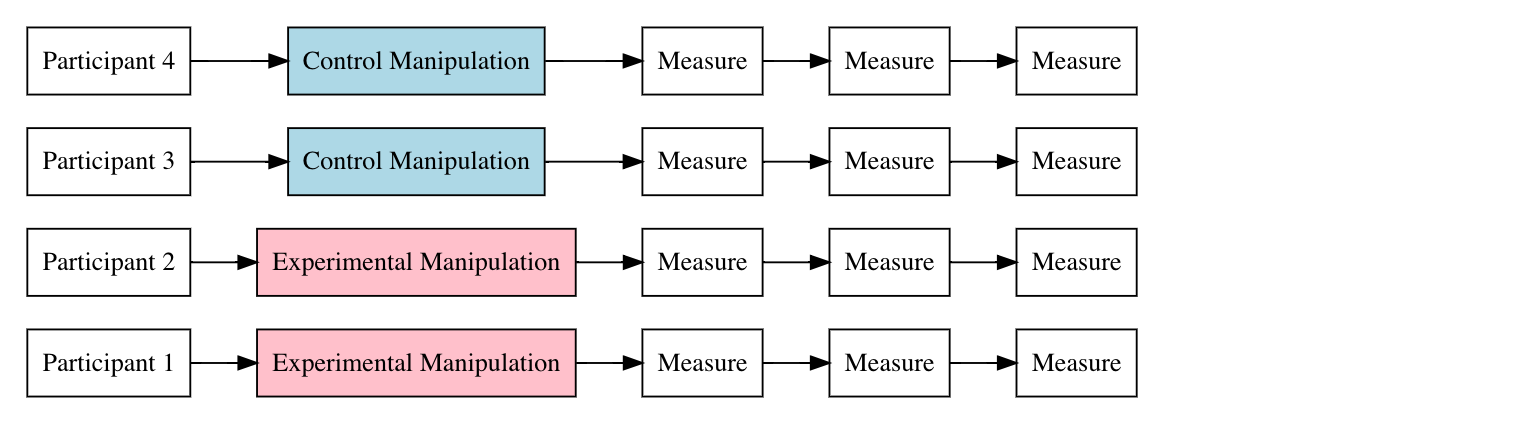 Participant 4 Control Manipulation Measure Measure Measure
Participant 3 Control Manipulation Measure Measure Measure
Participant 2 Experimental Manipulation Measure Measure Measure
Participant 1 Experimental Manipulation Measure Measure Measure